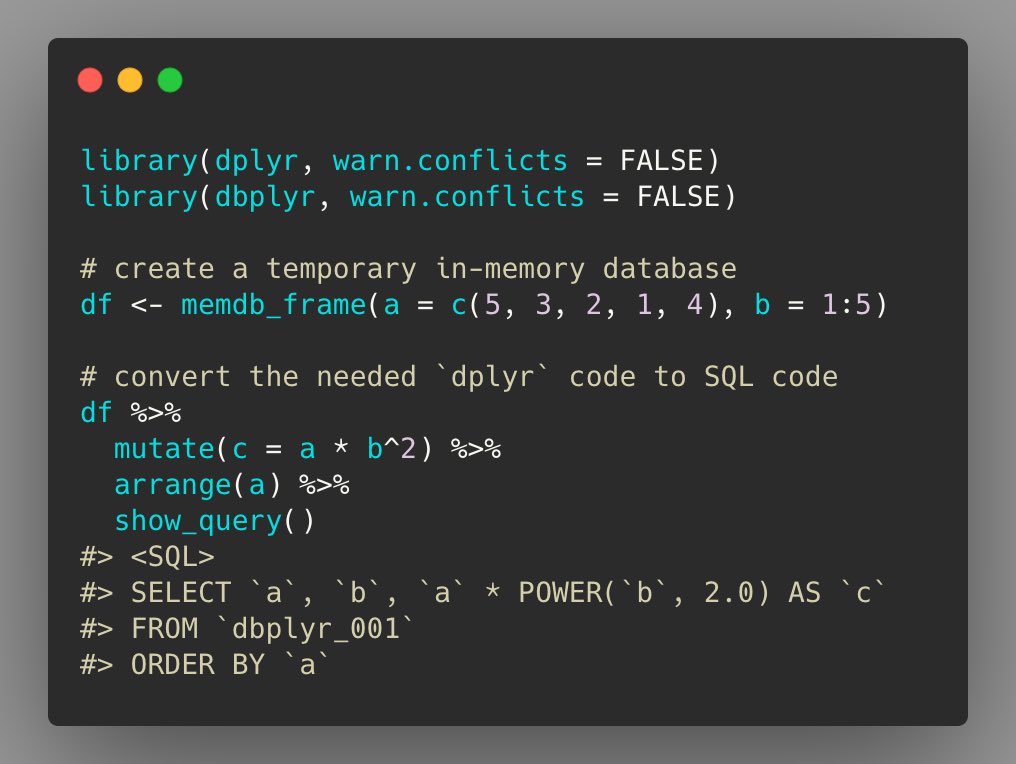 library(dplyr, warn.conflicts = FALSE)
library(dbplyr, warn.conflicts = FALSE)
# create a temporary in-memory database
df <- memdb_frame(a = c(5, 3, 2, 1, 4), b = 1:5)
# convert the needed `dplyr` code to SQL code
df %>%
  mutate(c = a * b^2) %>%
  arrange(a) %>%
  show_query()
#> <SQL>
#> SELECT `a`, `b`, `a` * POWER(`b`, 2.0) AS `c`
#> FROM `dbplyr_001`
#> ORDER BY `a`